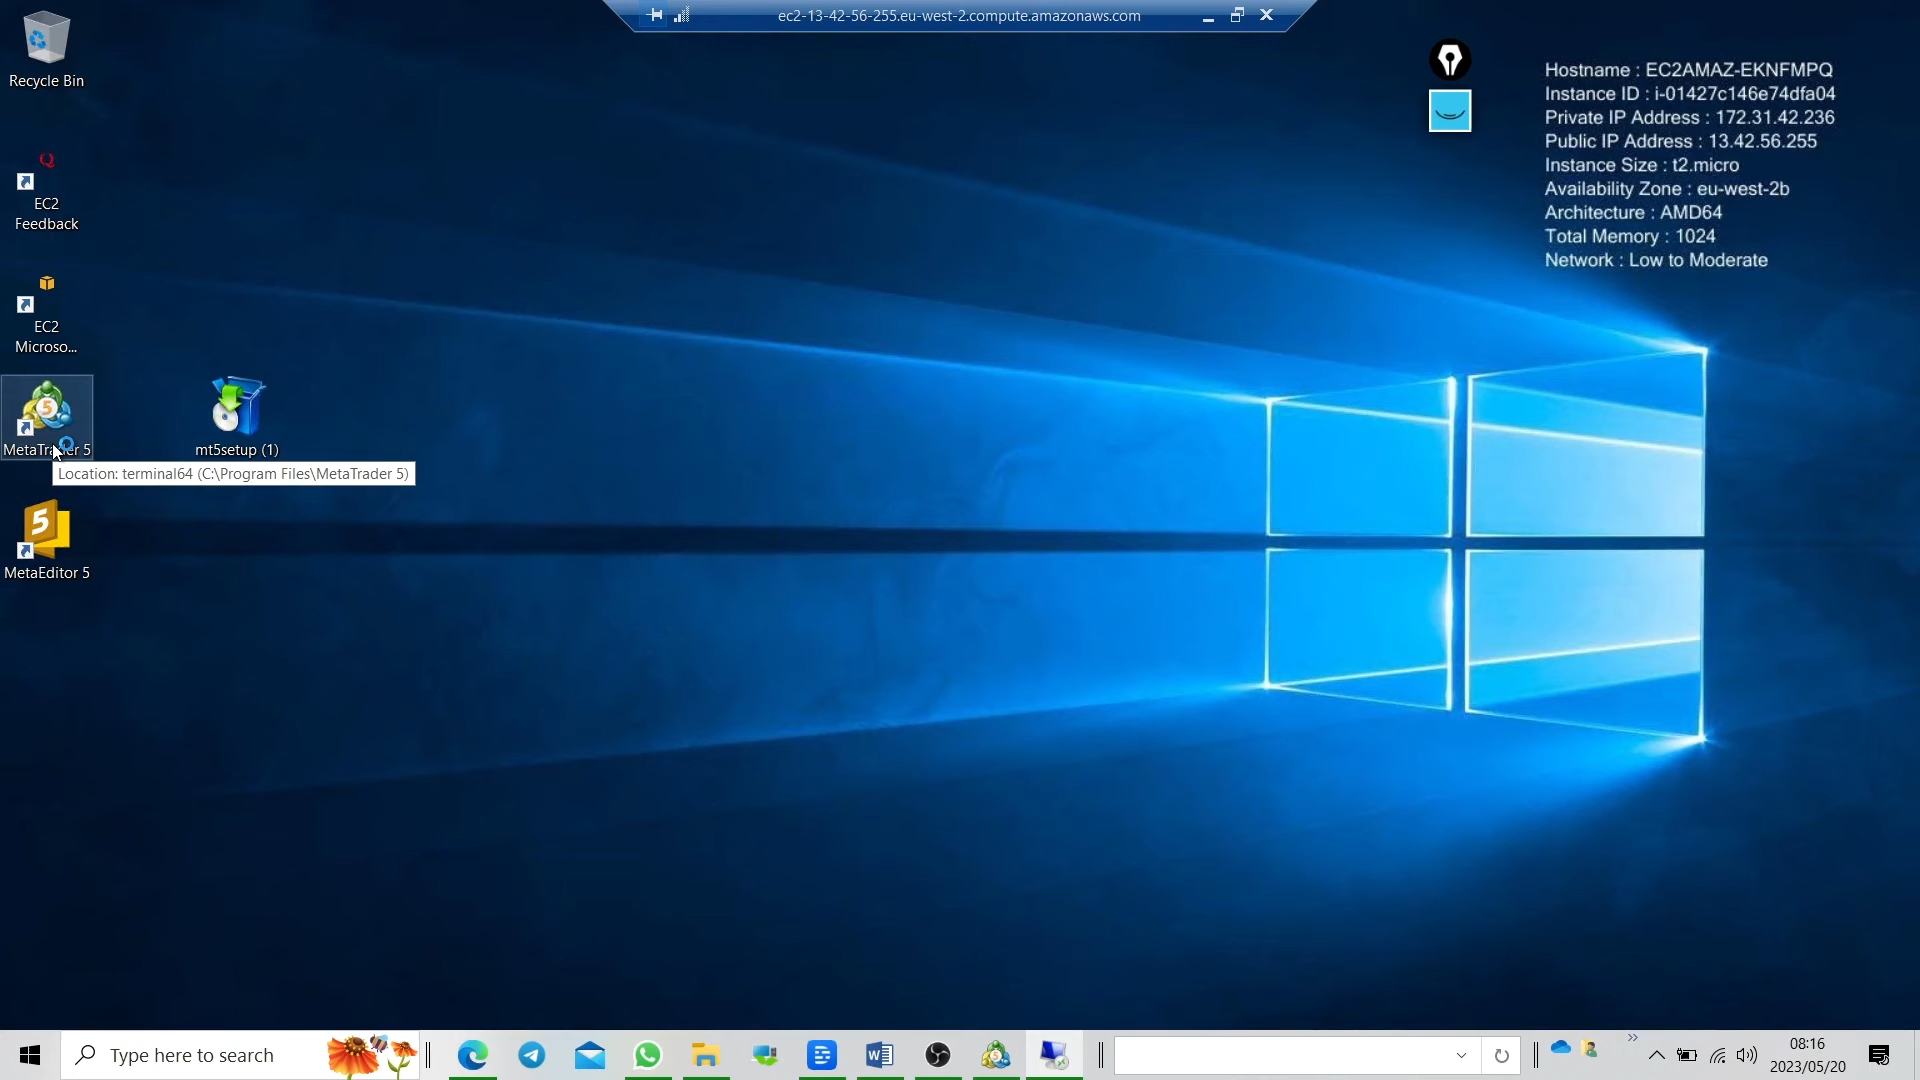 ec2-13-42-56-255.eu-west-2.compute.amazonaws.com
Recycle Bin
Hostname : EC2AMAZ-EKNFMPQ
Instance ID : i-01427c146e74dfa04
Private IP Address : 172.31.42.236
Public IP Address : 13.42.56.255
Instance Size : t2.micro
Availability Zone : eu-west-2b
Architecture : AMD64
Total Memory : 1024
Network : Low to Moderate
EC2
Feedback
EC2
Microso...
MetaTrader 5
mt5setup (1)
Location: terminal64 (C:\Program Files\MetaTrader 5)
MetaEditor 5
Type here to search
08:16
2023/05/20